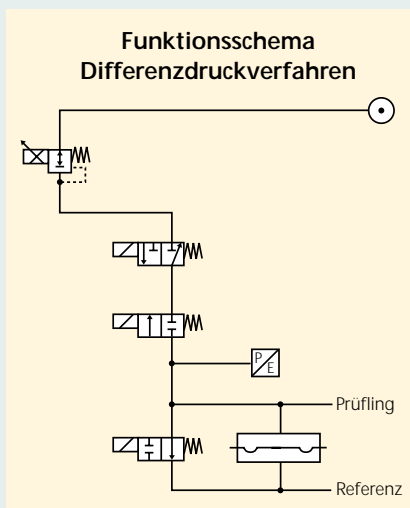 Funktionsschema
Differenzdruckverfahren
P
E
Prüfling
Referenz